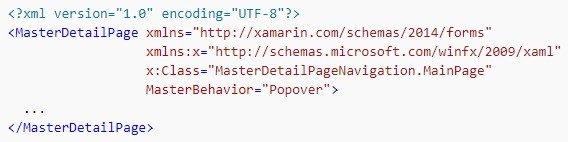 <?xml version="1.0" encoding="UTF-8"?>
<MasterDetailPage xmlns="http://xamarin.com/schemas/2014/forms"
                  xmlns:x="http://schemas.microsoft.com/winfx/2009/xaml"
                  x:Class="MasterDetailPageNavigation.MainPage"
                  MasterBehavior="Popover">
  ...
</MasterDetailPage>